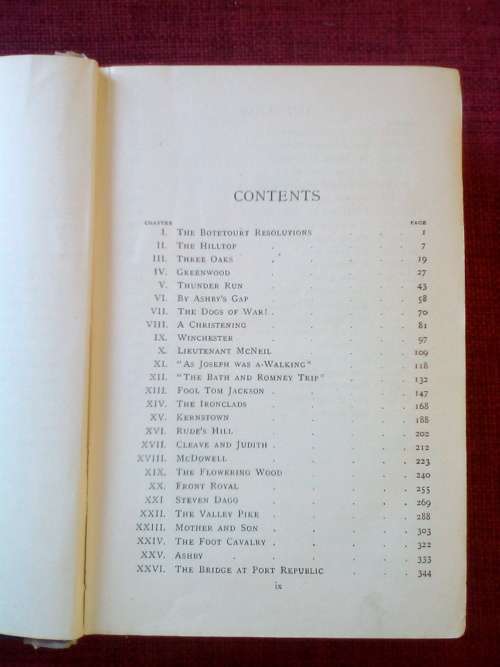 CONTENTS
CHAPTER PAGE
I. THE BOTETOURT RESOLUTIONS . . . . 1
II. THE HILLTOP . . . . . 7
III. THREE OAKS . . . . . 19
IV. GREENWOOD . . . . . 27
V. THUNDER RUN . . . . . 43
VI. BY ASHBY'S GAP . . . . . 58
VII. THE DOGS OF WAR! . . . . . 70
VIII. A CHRISTENING . . . . . 81
IX. WINCHESTER . . . . . 97
X. LIEUTENANT MCNEIL . . . . . 109
XI. "AS JOSEPH WAS A-WALKING" . . . . 118
XII. "THE BATH AND ROMNEY TRIP" . . . . 132
XIII. FOOL TOM JACKSON . . . . . 147
XIV. THE IRONCLADS . . . . . 168
XV. KERNSTOWN . . . . . 188
XVI. RUDE'S HILL . . . . . 202
XVII. CLEAVE AND JUDITH . . . . . 212
XVIII. MCDOWELL . . . . . 223
XIX. THE FLOWERING WOOD . . . . 240
XX. FRONT ROYAL . . . . . 255
XXI STEVEN DAGG . . . . . 269
XXII. THE VALLEY PIKE . . . . . 288
XXIII. MOTHER AND SON . . . . . 303
XXIV. THE FOOT CAVALRY . . . . . 322
XXV. ASHBY . . . . . 333
XXVI. THE BRIDGE AT PORT REPUBLIC . . . 344
ix